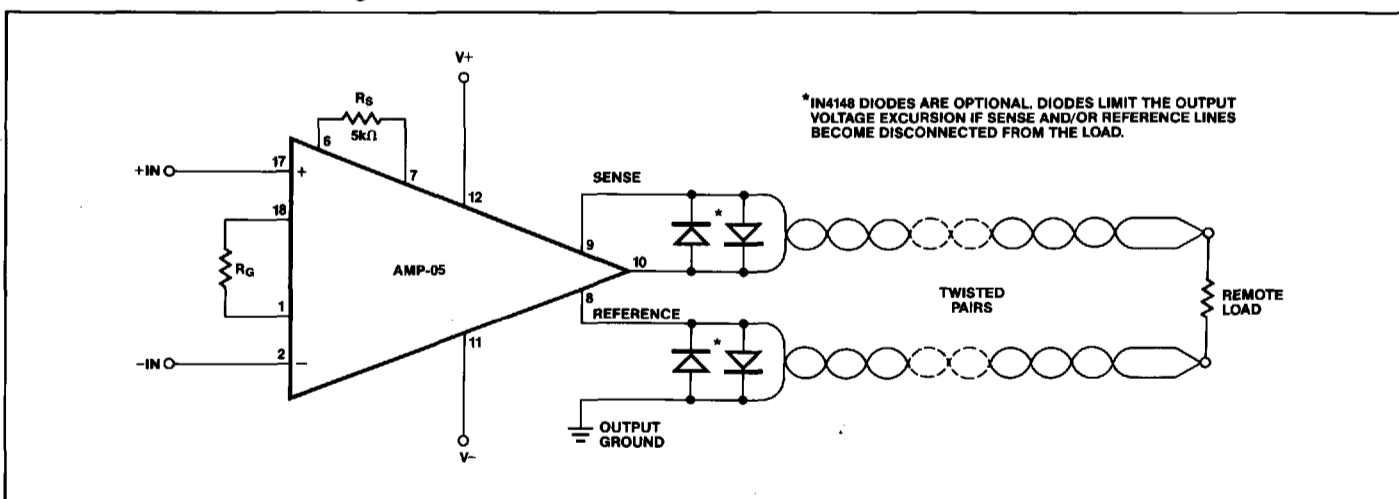 V+
RS
5kΩ
6
7
*IN4148 DIODES ARE OPTIONAL. DIODES LIMIT THE OUTPUT
VOLTAGE EXCURSION IF SENSE AND/OR REFERENCE LINES
BECOME DISCONNECTED FROM THE LOAD.
+IN
17
+
12
SENSE
18
*
9
RG
AMP-05
10
TWISTED
PAIRS
REMOTE
LOAD
1
8
REFERENCE
*
-IN
2
-
11
OUTPUT
GROUND
V-